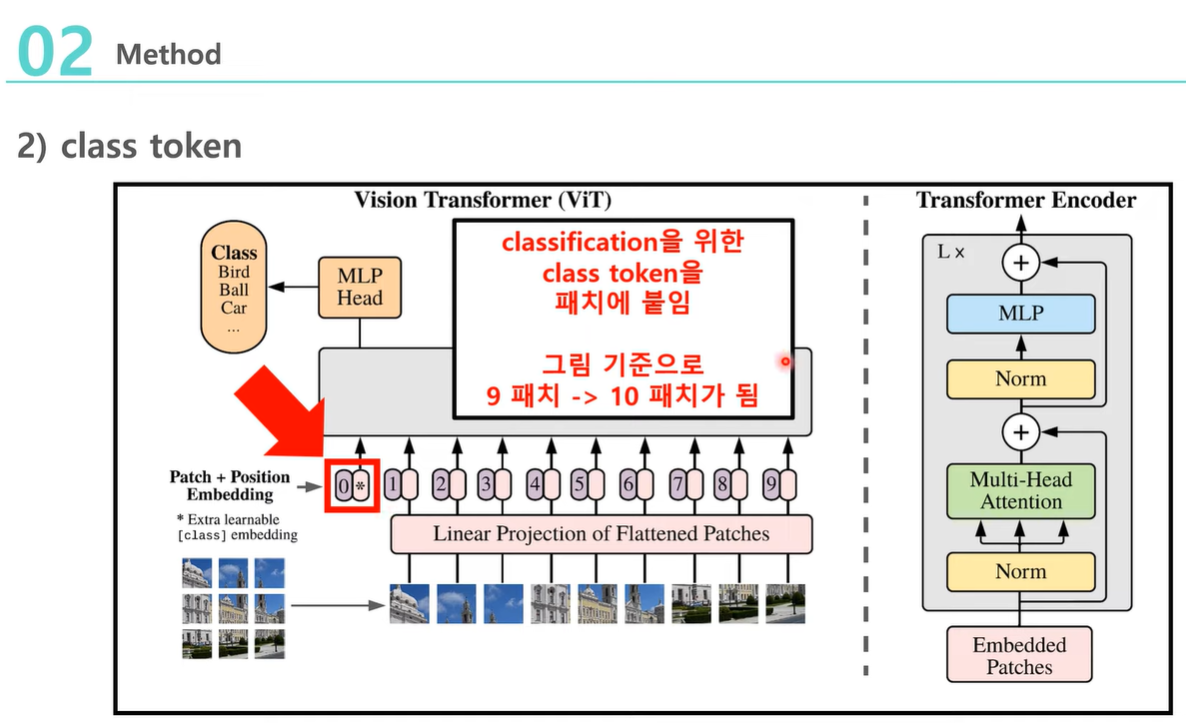 02 Method
2) class token
Vision Transformer (ViT)
Class
Bird
Ball
Car
...
MLP
Head
classification을 위한
class token을
패치에 붙임
그림 기준으로
9 패치 -> 10 패치가 됨
Patch + Position
Embedding
* Extra learnable
[class] embedding
0 * 1 2 3 4 5 6 7 8 9
Linear Projection of Flattened Patches
Transformer Encoder
L x
+
MLP
Norm
+
Multi-Head
Attention
Norm
Embedded
Patches